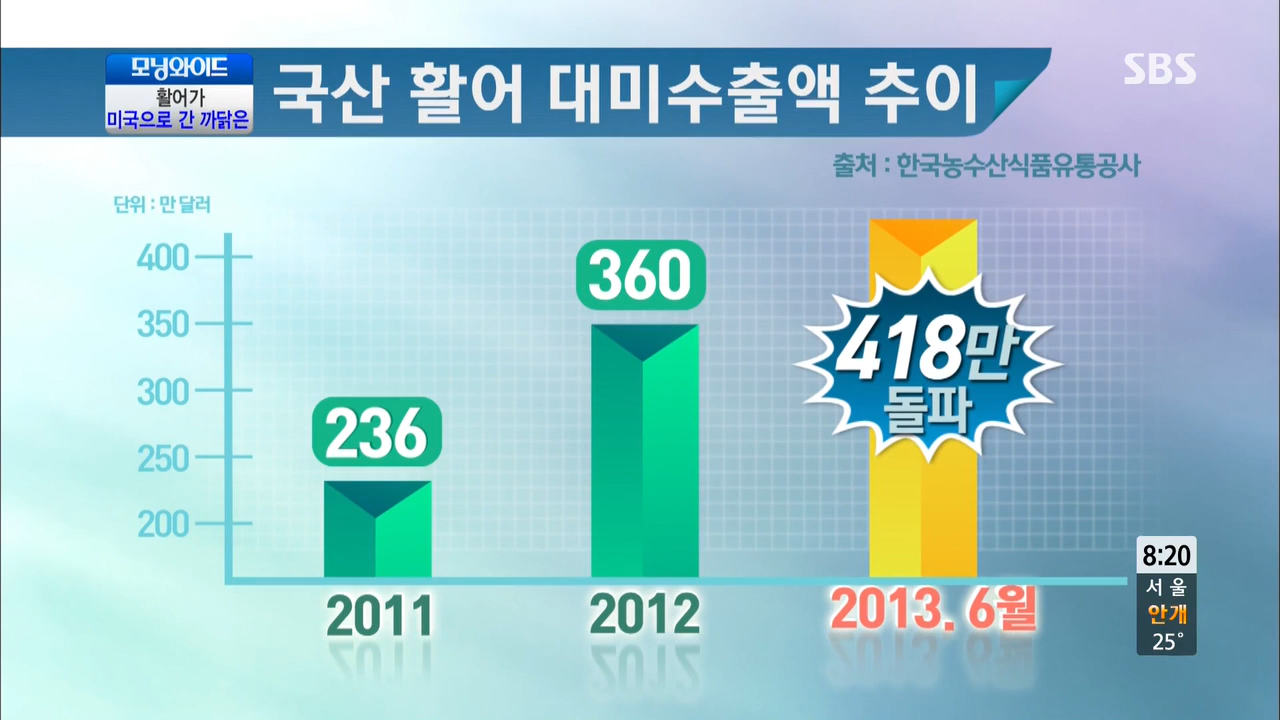 모닝와이드
활어가
미국으로 간 까닭은
국산 활어 대미수출액 추이
SBS
출처 : 한국농수산식품유통공사
단위 : 만 달러
400
350
300
250
200
236
360
418만
돌파
2011
2012
2013. 6월
8:20
서울
안개
25°